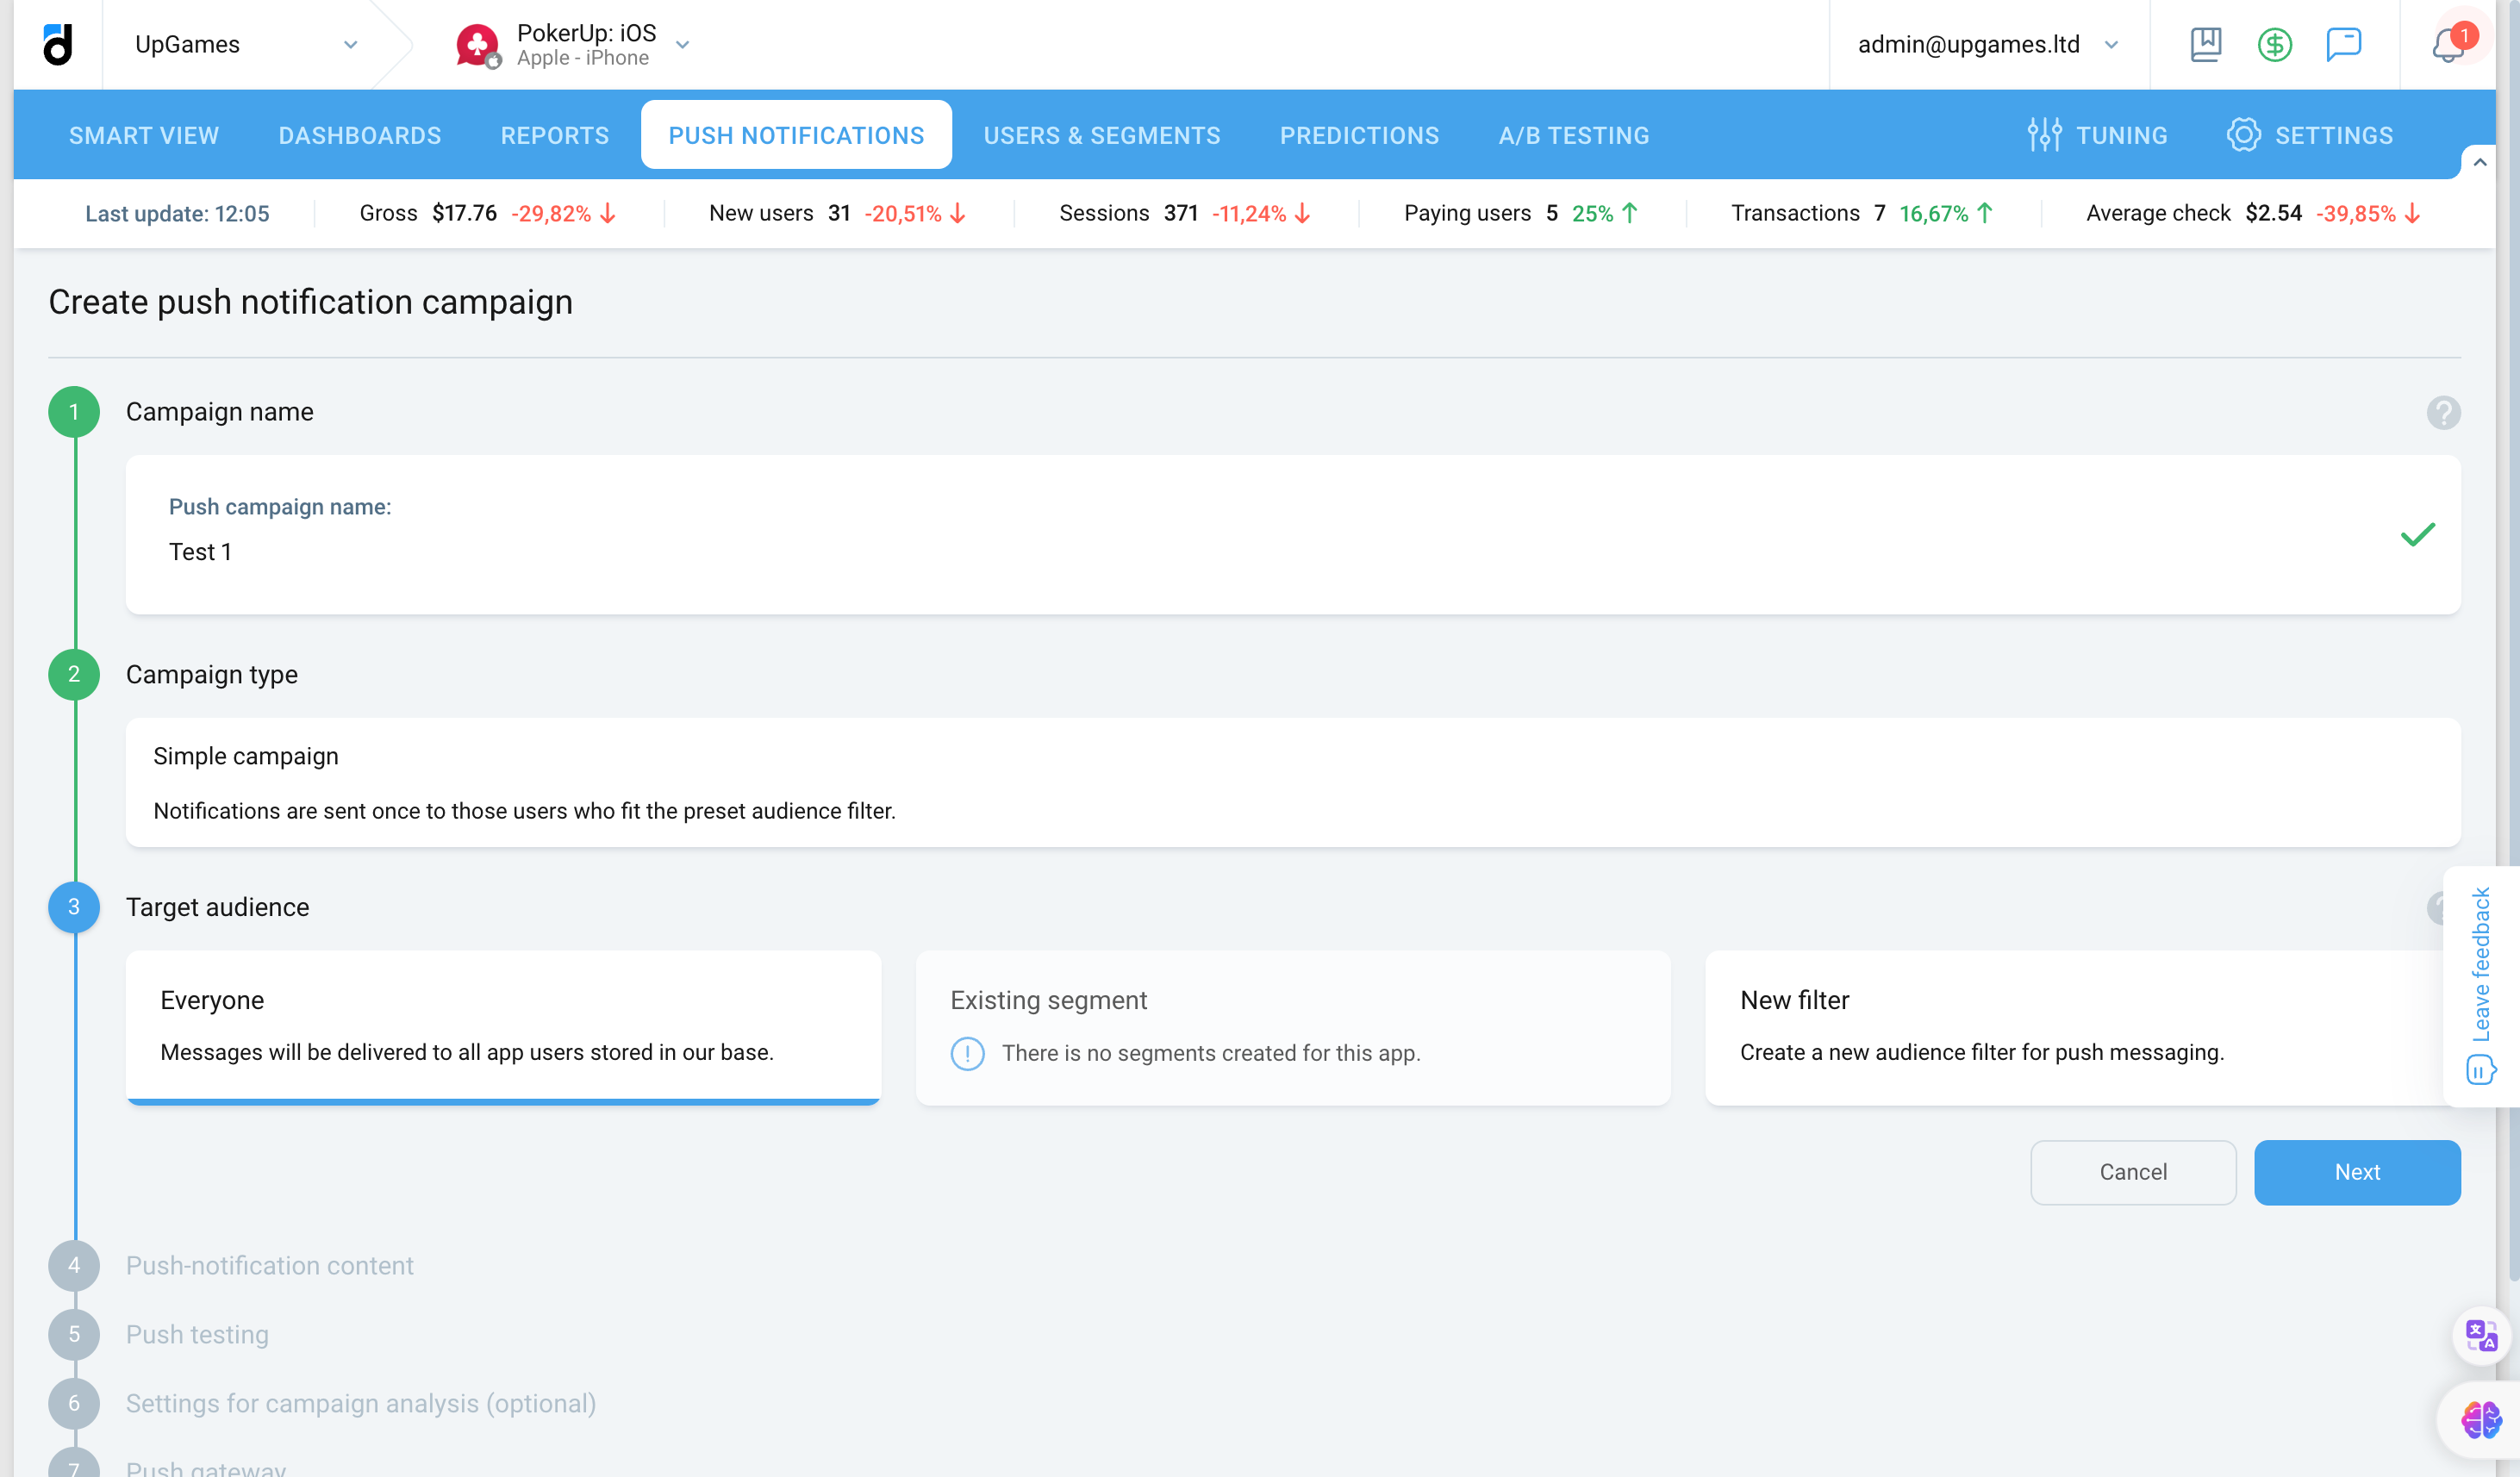 UpGames
PokerUp: iOS
Apple - iPhone
admin@upgames.ltd
1
SMART VIEW
DASHBOARDS
REPORTS
PUSH NOTIFICATIONS
USERS & SEGMENTS
PREDICTIONS
A/B TESTING
TUNING
SETTINGS
Last update: 12:05
Gross $17.76 -29,82%
New users 31 -20,51%
Sessions 371 -11,24%
Paying users 5 25%
Transactions 7 16,67%
Average check $2.54 -39,85%
Create push notification campaign
1 Campaign name
Push campaign name:
Test 1
2 Campaign type
Simple campaign
Notifications are sent once to those users who fit the preset audience filter.
3 Target audience
Everyone
Messages will be delivered to all app users stored in our base.
Existing segment
There is no segments created for this app.
New filter
Create a new audience filter for push messaging.
Leave feedback
Cancel
Next
4 Push-notification content
5 Push testing
6 Settings for campaign analysis (optional)
7 Push gateway